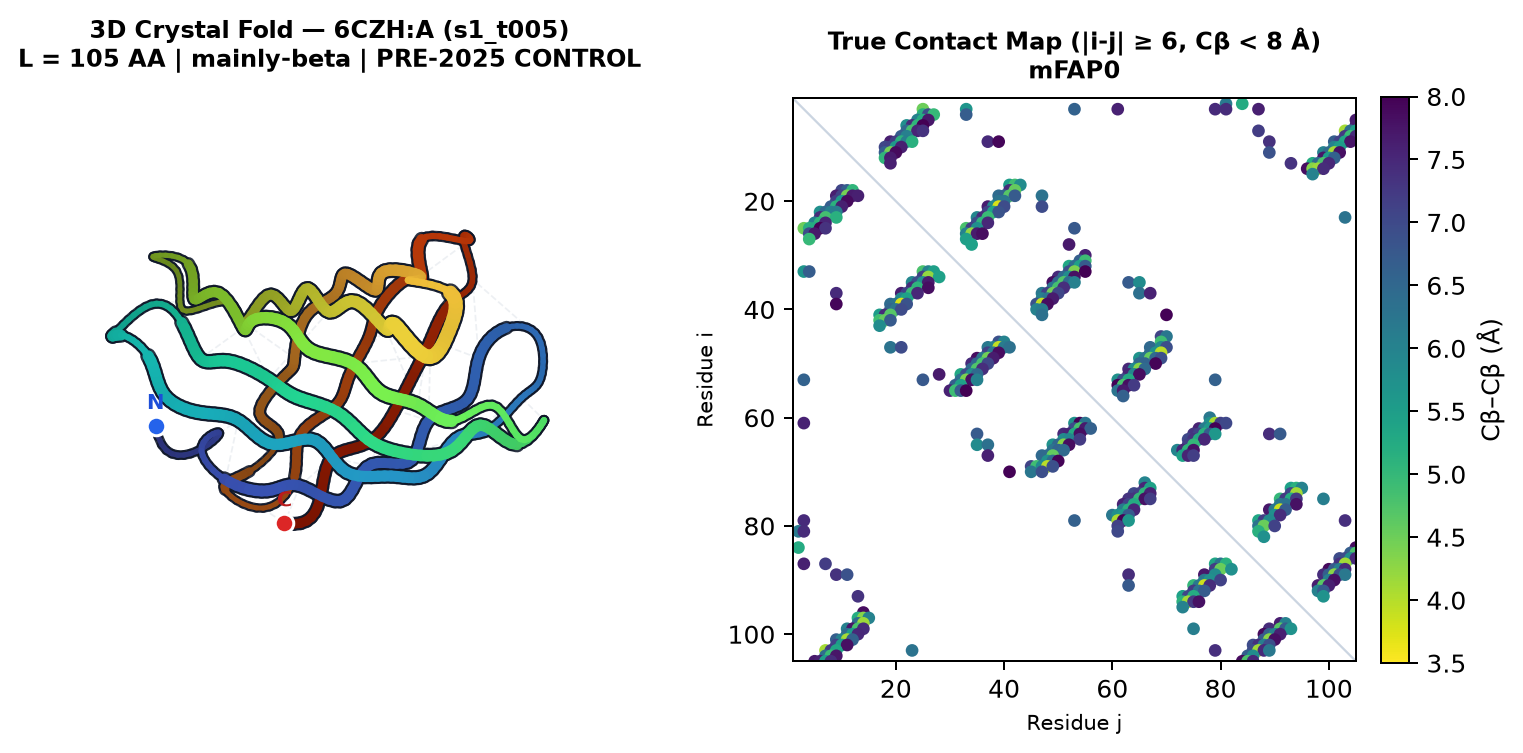 3D Crystal Fold — 6CZH:A (s1_t005)
L = 105 AA | mainly-beta | PRE-2025 CONTROL
N
C
True Contact Map (|i-j| ≥ 6, Cβ < 8 Å)
mFAP0
Residue i
20
40
60
80
100
20
40
60
80
100
Residue j
8.0
7.5
7.0
6.5
6.0
5.5
5.0
4.5
4.0
3.5
Cβ–Cβ (Å)